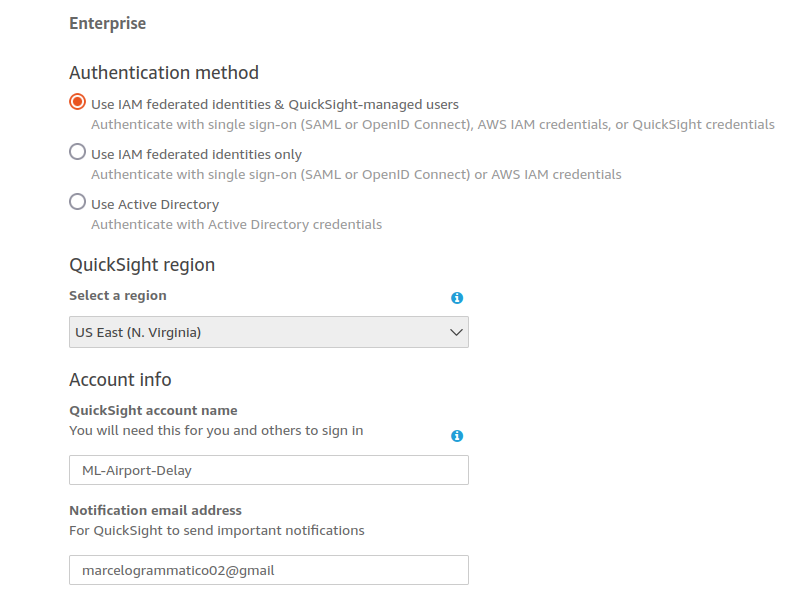 Enterprise
Authentication method
Use IAM federated identities & QuickSight-managed users
Authenticate with single sign-on (SAML or OpenID Connect), AWS IAM credentials, or QuickSight credentials
Use IAM federated identities only
Authenticate with single sign-on (SAML or OpenID Connect) or AWS IAM credentials
Use Active Directory
Authenticate with Active Directory credentials
QuickSight region
Select a region
US East (N. Virginia)
Account info
QuickSight account name
You will need this for you and others to sign in
ML-Airport-Delay
Notification email address
For QuickSight to send important notifications
marcelogrammatico02@gmail